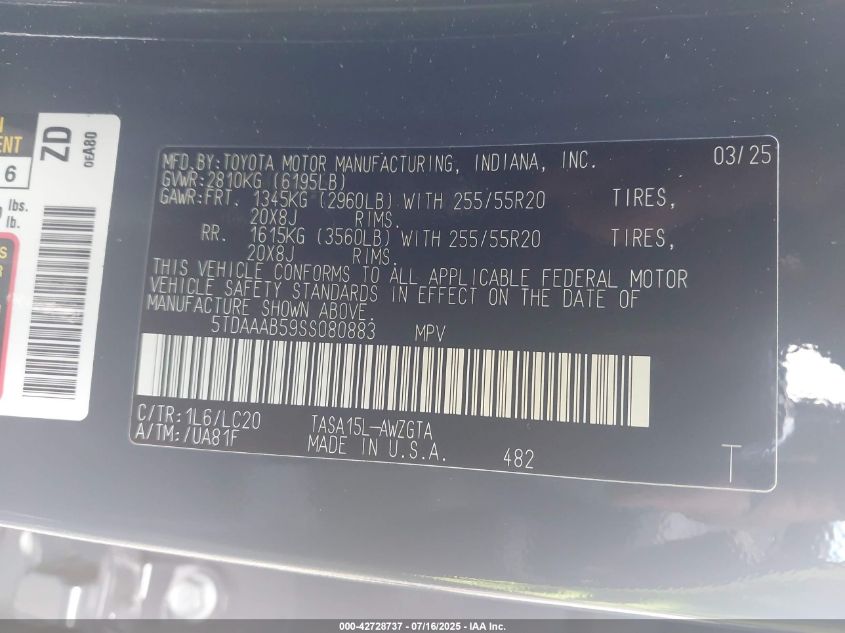 ZD
0EA80
6
lbs.
lb.
MFD.BY:TOYOTA MOTOR MANUFACTURING, INDIANA, INC. 03/25
GVWR:2810KG (6195LB)
GAWR:FRT. 1345KG (2960LB) WITH 255/55R20 TIRES,
20X8J RIMS.
RR. 1615KG (3560LB) WITH 255/55R20 TIRES,
20X8J RIMS.
THIS VEHICLE CONFORMS TO ALL APPLICABLE FEDERAL MOTOR
VEHICLE SAFETY STANDARDS IN EFFECT ON THE DATE OF
MANUFACTURE SHOWN ABOVE.
5TDAAAB59SS080883 MPV
C/TR:1L6/LC20 TASA15L-AWZGTA
A/TM:/UA81F MADE IN U.S.A. 482
T
000-42728737 - 07/16/2025 - IAA Inc.